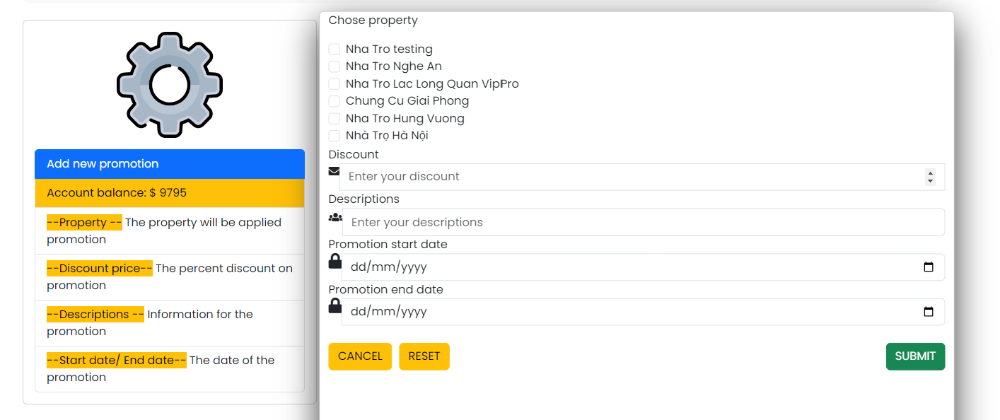 Add new promotion
Account balance: $ 9795
--Property -- The property will be applied
promotion
--Discount price-- The percent discount on
promotion
--Descriptions -- Information for the
promotion
--Start date/ End date-- The date of the
promotion
Chose property
Nha Tro testing
Nha Tro Nghe An
Nha Tro Lac Long Quan VipPro
Chung Cu Giai Phong
Nha Tro Hung Vuong
Nhà Trọ Hà Nội
Discount
Enter your discount
Descriptions
Enter your descriptions
Promotion start date
dd/mm/yyyy
Promotion end date
dd/mm/yyyy
CANCEL RESET SUBMIT